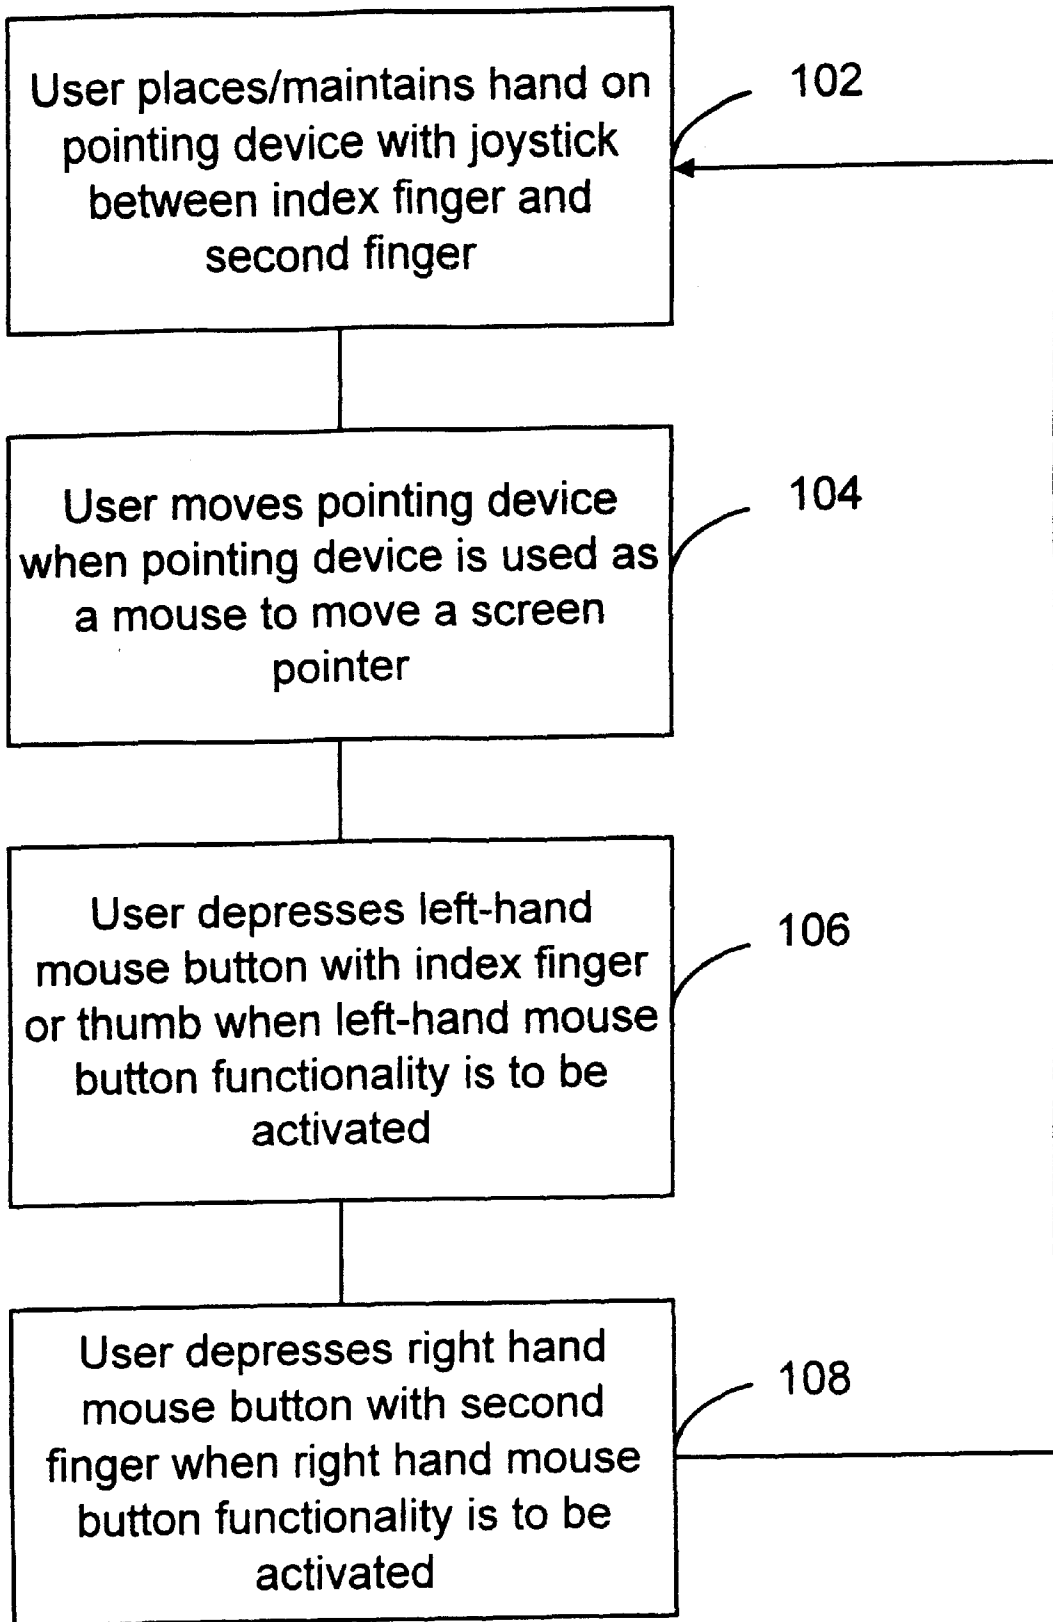 User places/maintains hand on
pointing device with joystick
between index finger and
second finger
102
User moves pointing device
when pointing device is used as
a mouse to move a screen
pointer
104
User depresses left-hand
mouse button with index finger
or thumb when left-hand mouse
button functionality is to be
activated
106
User depresses right hand
mouse button with second
finger when right hand mouse
button functionality is to be
activated
108